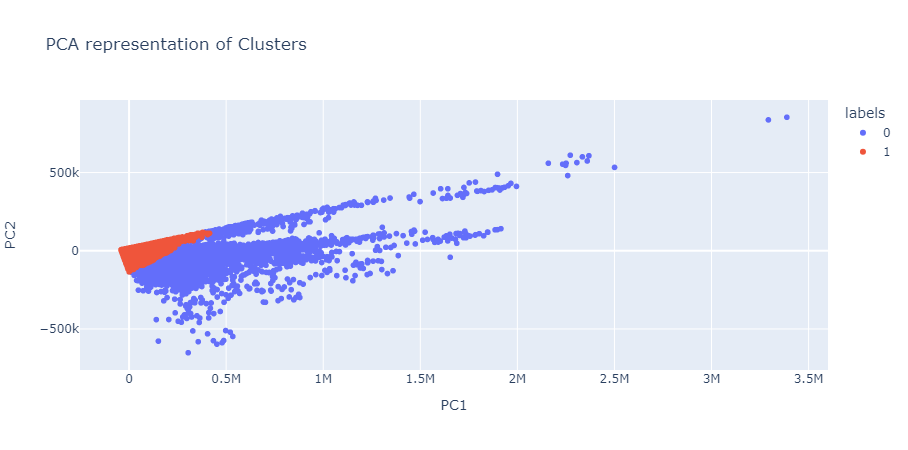 PCA representation of Clusters
labels
0
1
500k
0
−500k
PC2
0
0.5M
1M
1.5M
2M
2.5M
3M
3.5M
PC1